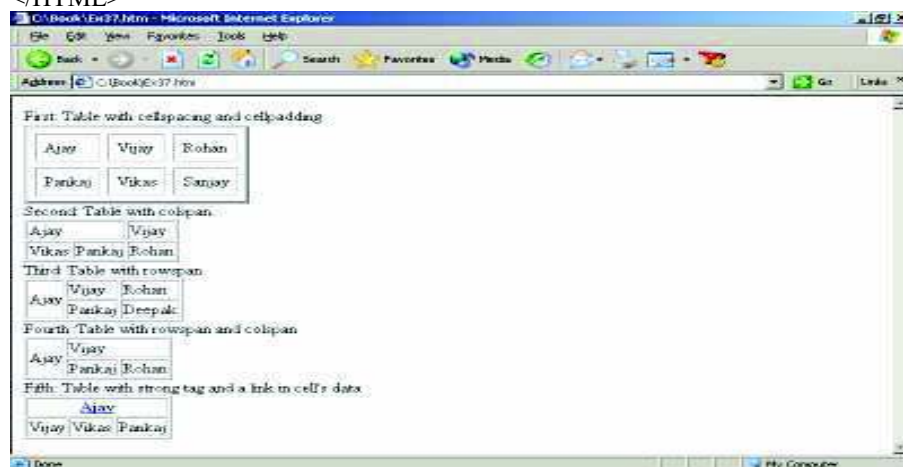 </HTML>
C:\Book\Ex37.htm - Microsoft Internet Explorer
File Edit View Favorites Tools Help
Back Search Favorites Media
Address C:\Book\Ex37.htm Go Links
First Table with cellspacing and cellpadding
Ajay Vijay Rohan
Pankaj Vikas Sanjay
Second Table with colspan
Ajay Vijay
Vikas Pankaj Rohan
Third Table with rowspan
Ajay Vijay Rohan
Pankaj Deepak
Fourth Table with rowspan and colspan
Ajay Vijay
Pankaj Rohan
Fifth Table with strong tag and a link in cell's data
Ajay
Vijay Vikas Pankaj
Done My Computer